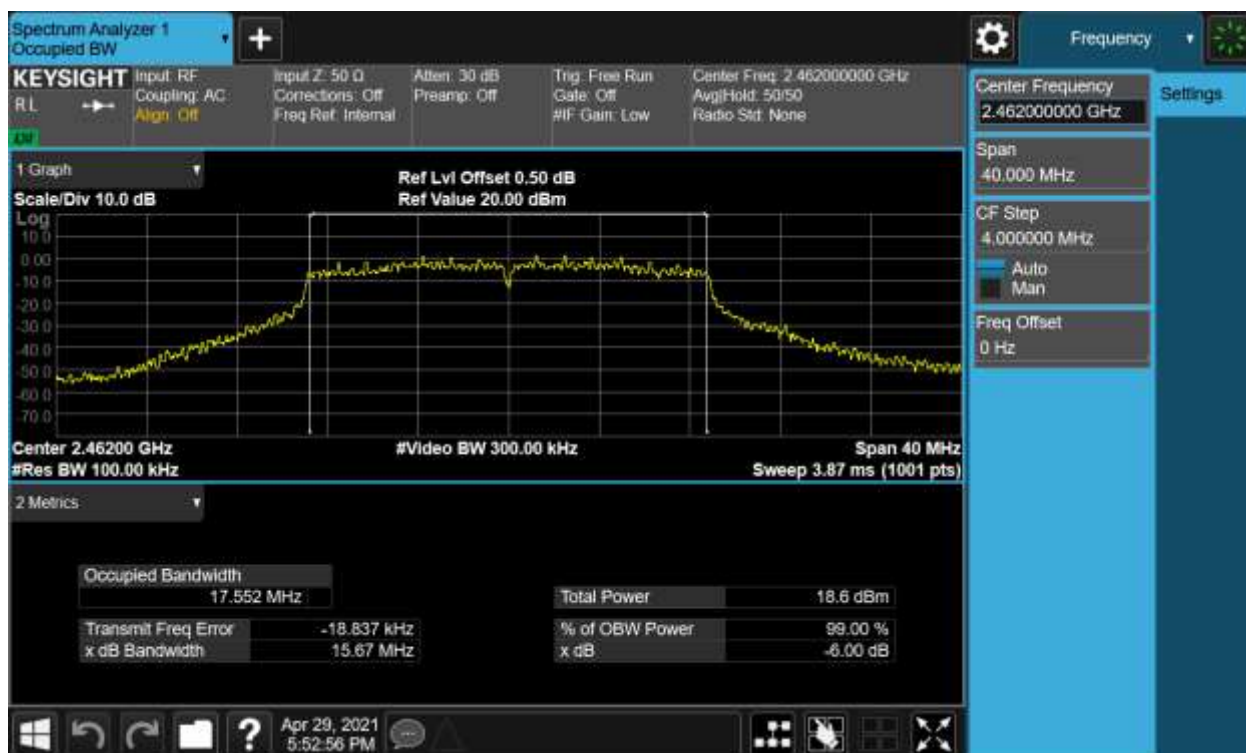 Spectrum Analyzer 1
Occupied BW
+
Frequency
KEYSIGHT
R L
Input: RF
Coupling: AC
Align: Off
Input Z: 50 Ω
Corrections: Off
Freq Ref: Internal
Atten: 30 dB
Preamp: Off
Trig: Free Run
Gate: Off
#IF Gain: Low
Center Freq: 2.462000000 GHz
Avg|Hold: 50/50
Radio Std: None
Center Frequency
2.462000000 GHz
Settings
Span
40.000 MHz
CF Step
4.000000 MHz
Auto
Man
Freq Offset
0 Hz
1 Graph
Scale/Div 10.0 dB
Ref Lvl Offset 0.50 dB
Ref Value 20.00 dBm
Log
10.0
0.00
-10.0
-20.0
-30.0
-40.0
-50.0
-60.0
-70.0
Center 2.46200 GHz
#Res BW 100.00 kHz
#Video BW 300.00 kHz
Span 40 MHz
Sweep 3.87 ms (1001 pts)
2 Metrics
Occupied Bandwidth
17.552 MHz
Transmit Freq Error -18.837 kHz
x dB Bandwidth 15.67 MHz
Total Power 18.6 dBm
% of OBW Power 99.00 %
x dB -6.00 dB
?
Apr 29, 2021
5:52:56 PM